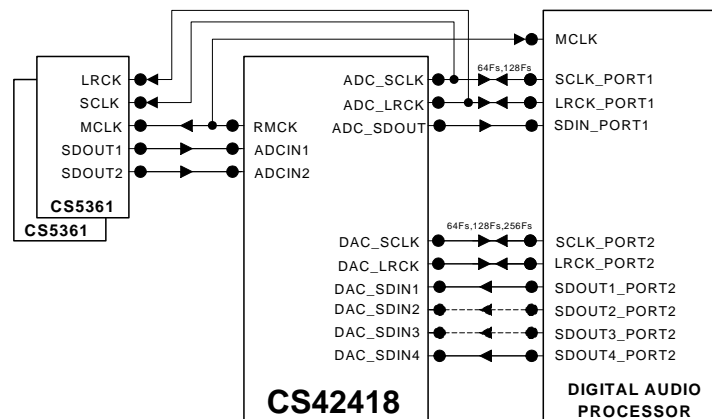 LRCK
SCLK
MCLK
SDOUT1
SDOUT2
CS5361
CS5361
RMCK
ADCIN1
ADCIN2
ADC_SCLK
ADC_LRCK
ADC_SDOUT
DAC_SCLK
DAC_LRCK
DAC_SDIN1
DAC_SDIN2
DAC_SDIN3
DAC_SDIN4
CS42418
64Fs,128Fs
64Fs,128Fs,256Fs
MCLK
SCLK_PORT1
LRCK_PORT1
SDIN_PORT1
SCLK_PORT2
LRCK_PORT2
SDOUT1_PORT2
SDOUT2_PORT2
SDOUT3_PORT2
SDOUT4_PORT2
DIGITAL AUDIO
PROCESSOR